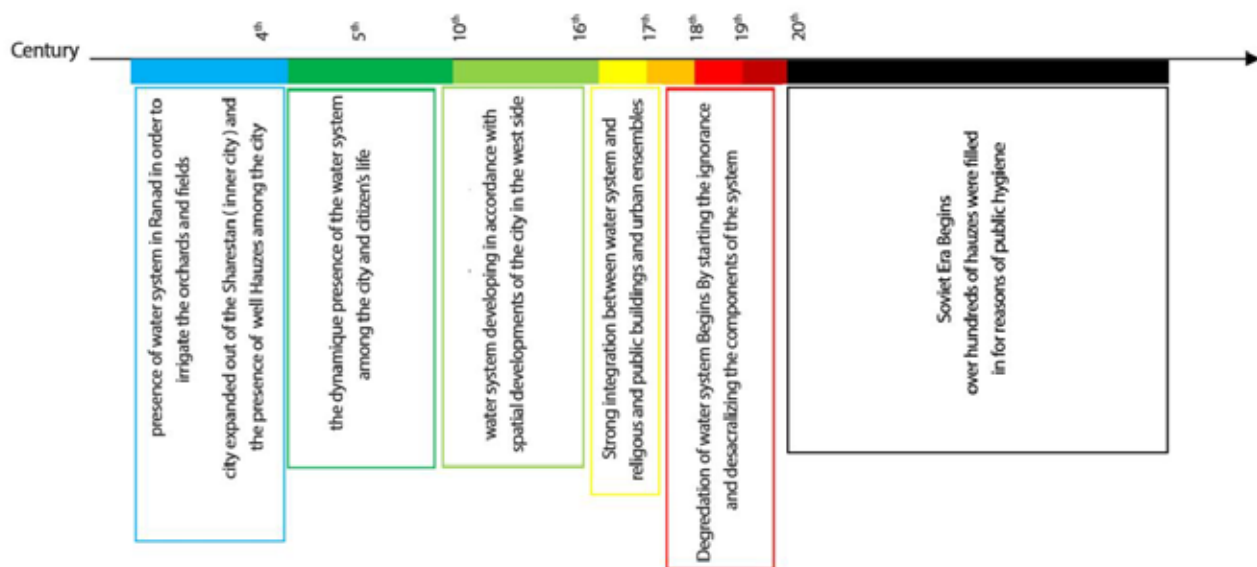 Century
4th
5th
10th
16th
17th
18th
19th
20th
presence of water system in Ranad in order to
irrigate the orchards and fields
city expanded out of the Sharestan ( inner city ) and
the presence of well Hauzes among the city
the dynamique presence of the water system
among the city and citizen's life
water system developing in accordance with
spatial developments of the city in the west side
Strong integration between water system and
religous and public buildings and urban ensembles
Degredation of water system Begins By starting the ignorance
and desacralizing the components of the system
Soviet Era Begins
over hundreds of hauzes were filled
in for reasons of public hygiene